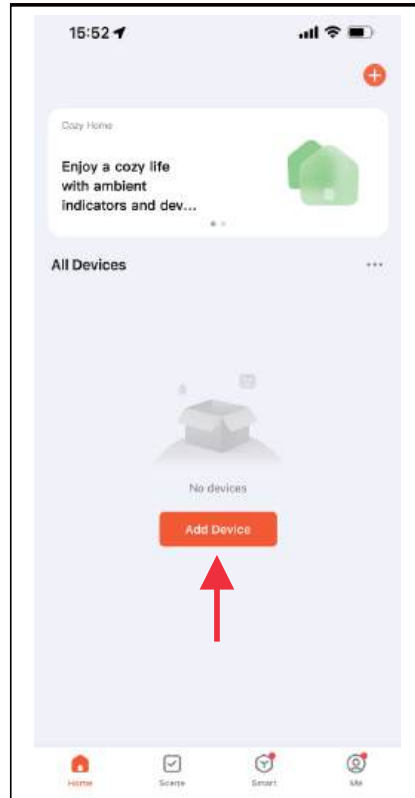 15:52
Cozy Home
Enjoy a cozy life
with ambient
indicators and dev...
All Devices
No devices
Add Device
Home
Scene
Smart
Me